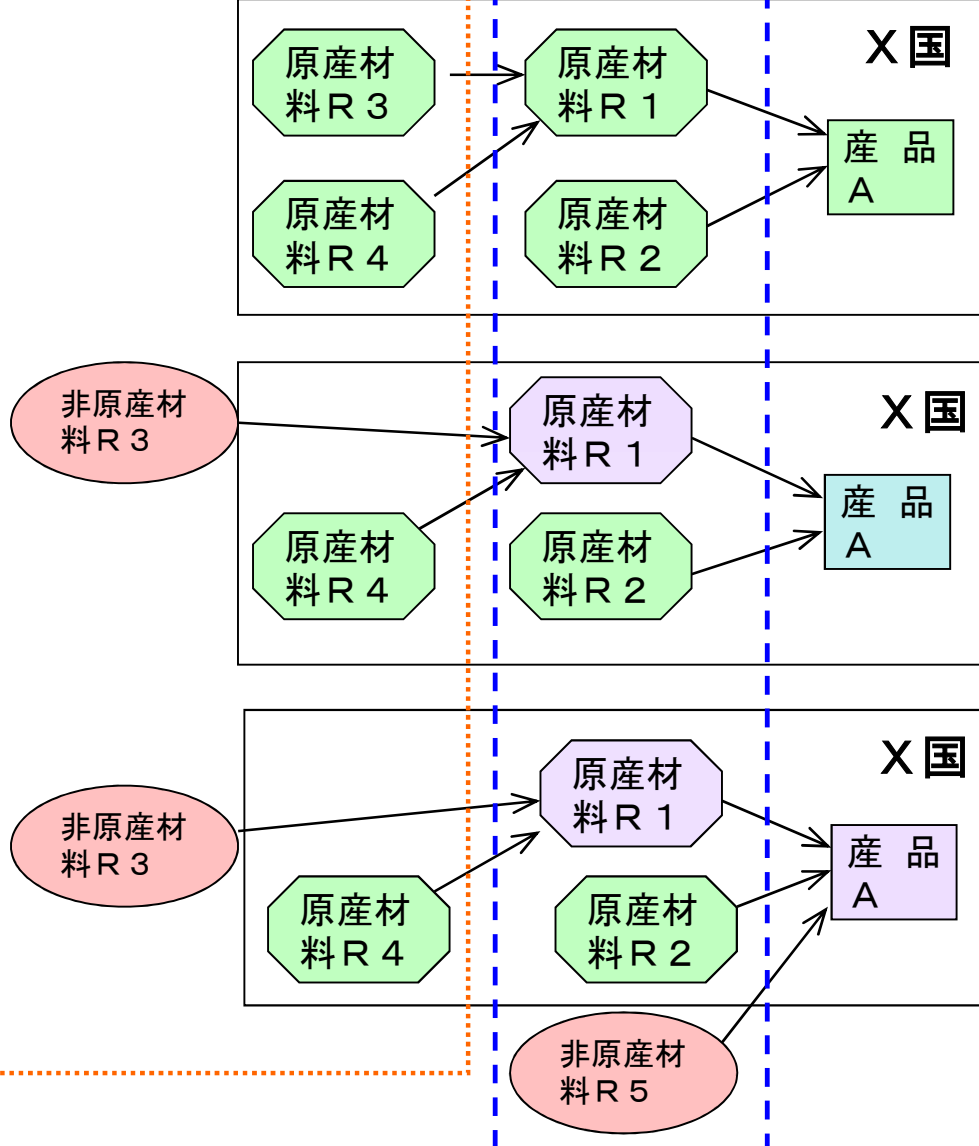 X国
原産材
料R3
原産材
料R1
産 品
A
原産材
料R4
原産材
料R2
X国
非原産材
料R3
原産材
料R1
産 品
A
原産材
料R4
原産材
料R2
X国
非原産材
料R3
原産材
料R1
産 品
A
原産材
料R4
原産材
料R2
非原産材
料R5